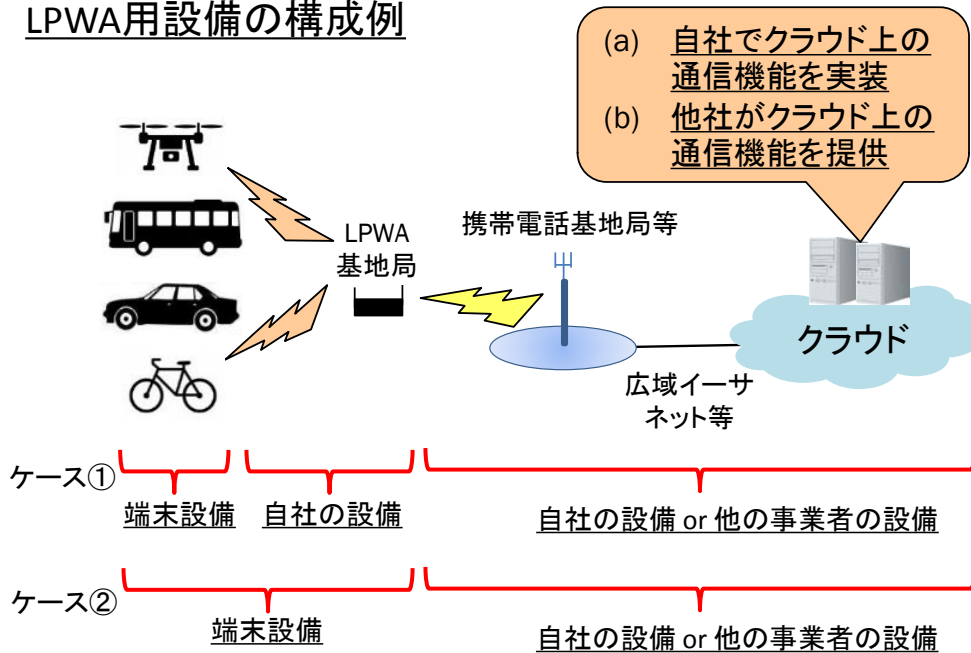 LPWA用設備の構成例
(a) 自社でクラウド上の
通信機能を実装
(b) 他社がクラウド上の
通信機能を提供
LPWA
基地局
携帯電話基地局等
クラウド
広域イーサ
ネット等
ケース①
端末設備
自社の設備
自社の設備 or 他の事業者の設備
ケース②
端末設備
自社の設備 or 他の事業者の設備